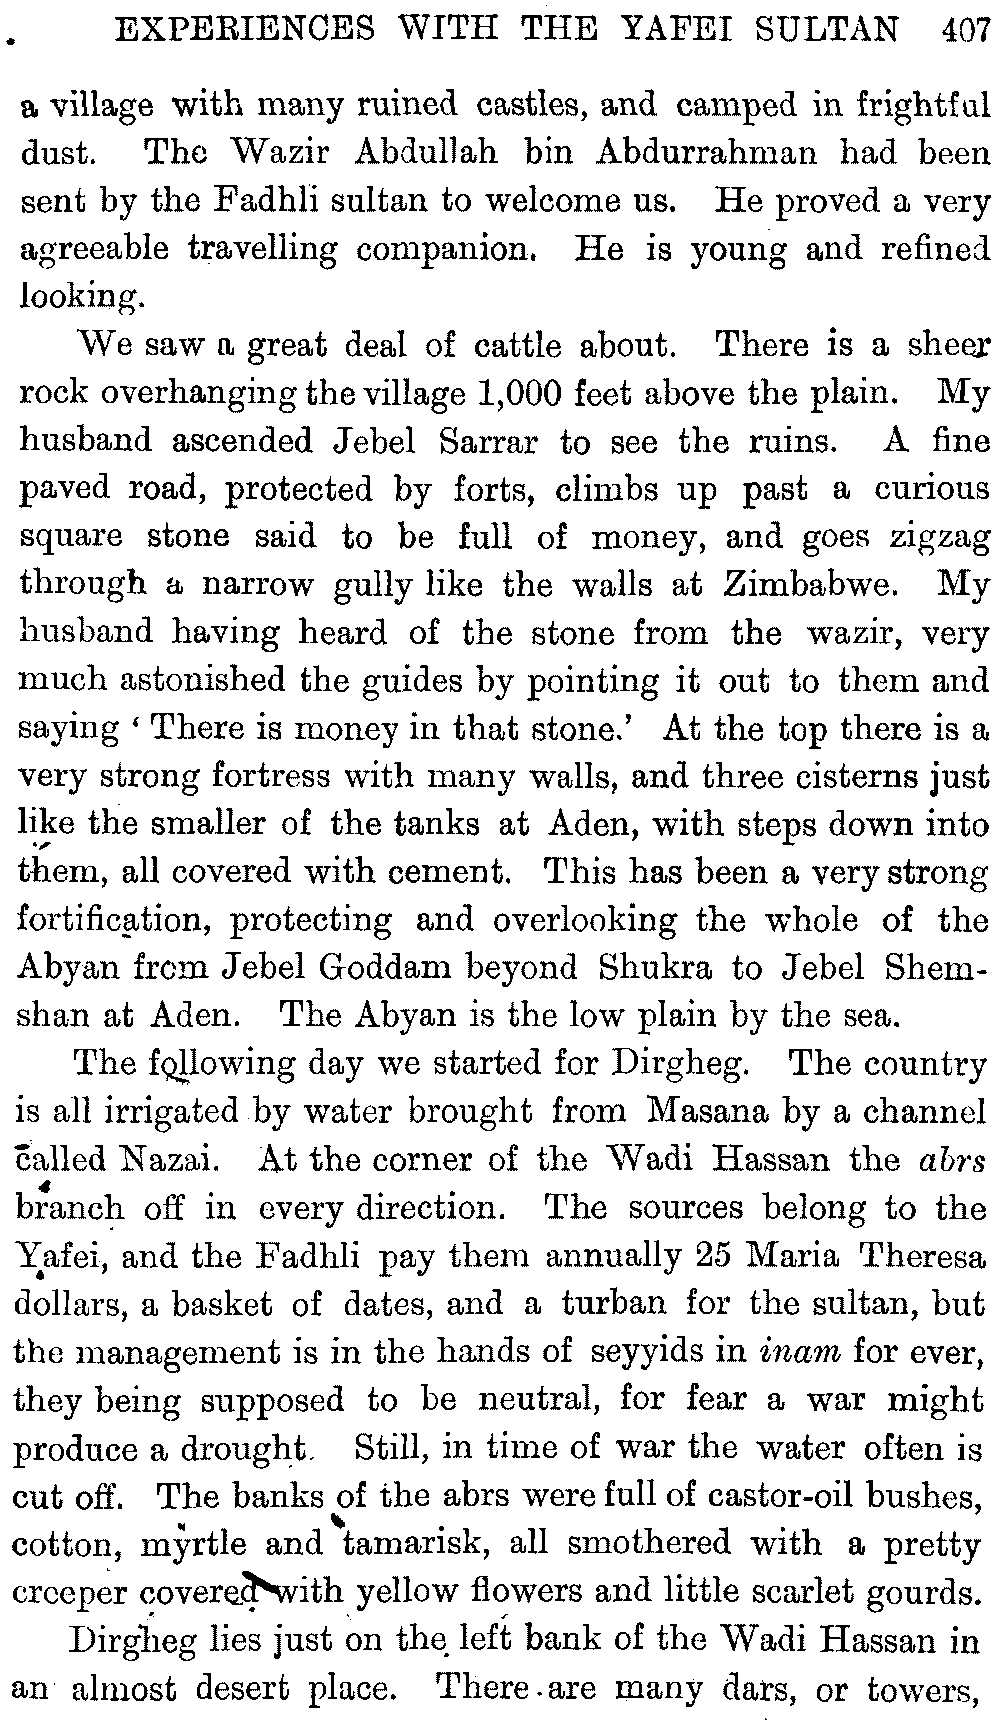 EXPERIENCES WITH THE YAFEI SULTAN 407
a village with many ruined castles, and camped in frightful
dust. The Wazir Abdullah bin Abdurrahman had been
sent by the Fadhli sultan to welcome us. He proved a very
agreeable travelling companion. He is young and refined
looking.
We saw a great deal of cattle about. There is a sheer
rock overhanging the village 1,000 feet above the plain. My
husband ascended Jebel Sarrar to see the ruins. A fine
paved road, protected by forts, climbs up past a curious
square stone said to be full of money, and goes zigzag
through a narrow gully like the walls at Zimbabwe. My
husband having heard of the stone from the wazir, very
much astonished the guides by pointing it out to them and
saying ‘ There is money in that stone.’ At the top there is a
very strong fortress with many walls, and three cisterns just
like the smaller of the tanks at Aden, with steps down into
them, all covered with cement. This has been a very strong
fortification, protecting and overlooking the whole of the
Abyan from Jebel Goddam beyond Shukra to Jebel Shem-
shan at Aden. The Abyan is the low plain by the sea.
The following day we started for Dirgheg. The country
is all irrigated by water brought from Masana by a channel
called Nazai. At the corner of the Wadi Hassan the abrs
branch off in every direction. The sources belong to the
Yafei, and the Fadhli pay them annually 25 Maria Theresa
dollars, a basket of dates, and a turban for the sultan, but
the management is in the hands of seyyids in inam for ever,
they being supposed to be neutral, for fear a war might
produce a drought. Still, in time of war the water often is
cut off. The banks of the abrs were full of castor-oil bushes,
cotton, myrtle and tamarisk, all smothered with a pretty
creeper covered with yellow flowers and little scarlet gourds.
Dirgheg lies just on the left bank of the Wadi Hassan in
an almost desert place. There are many dars, or towers,